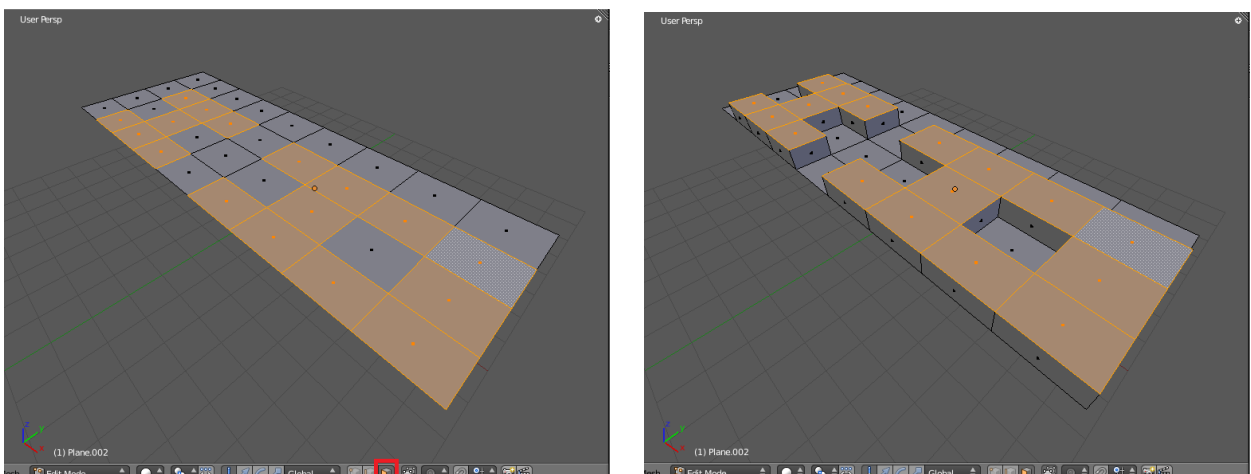 User Persp
User Persp
z
y
x
(1) Plane.002
z
y
x
(1) Plane.002
Edit Mode
Global
Edit Mode
Global